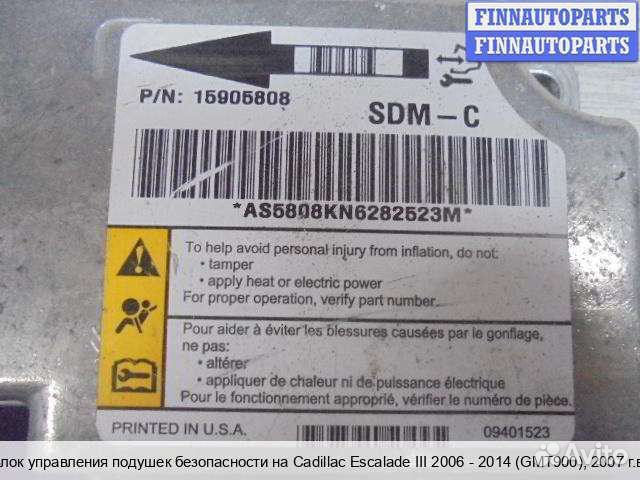 FINNAUTOPARTS
FINNAUTOPARTS
P/N: 15905808
SDM - C
*AS5808KN6282523M*
To help avoid personal injury from inflation, do not:
• tamper
• apply heat or electric power
For proper operation, verify part number.
Pour aider à éviter les blessures causées par le gonflage,
ne pas:
• altérer
• appliquer de chaleur ni de puissance électrique
Pour le fonctionnement approprié, vérifier le numéro de pièce.
PRINTED IN U.S.A.
09401523
лок управления подушек безопасности на Cadillac Escalade III 2006 - 2014 (GMT900), 2007 г.в
Avito